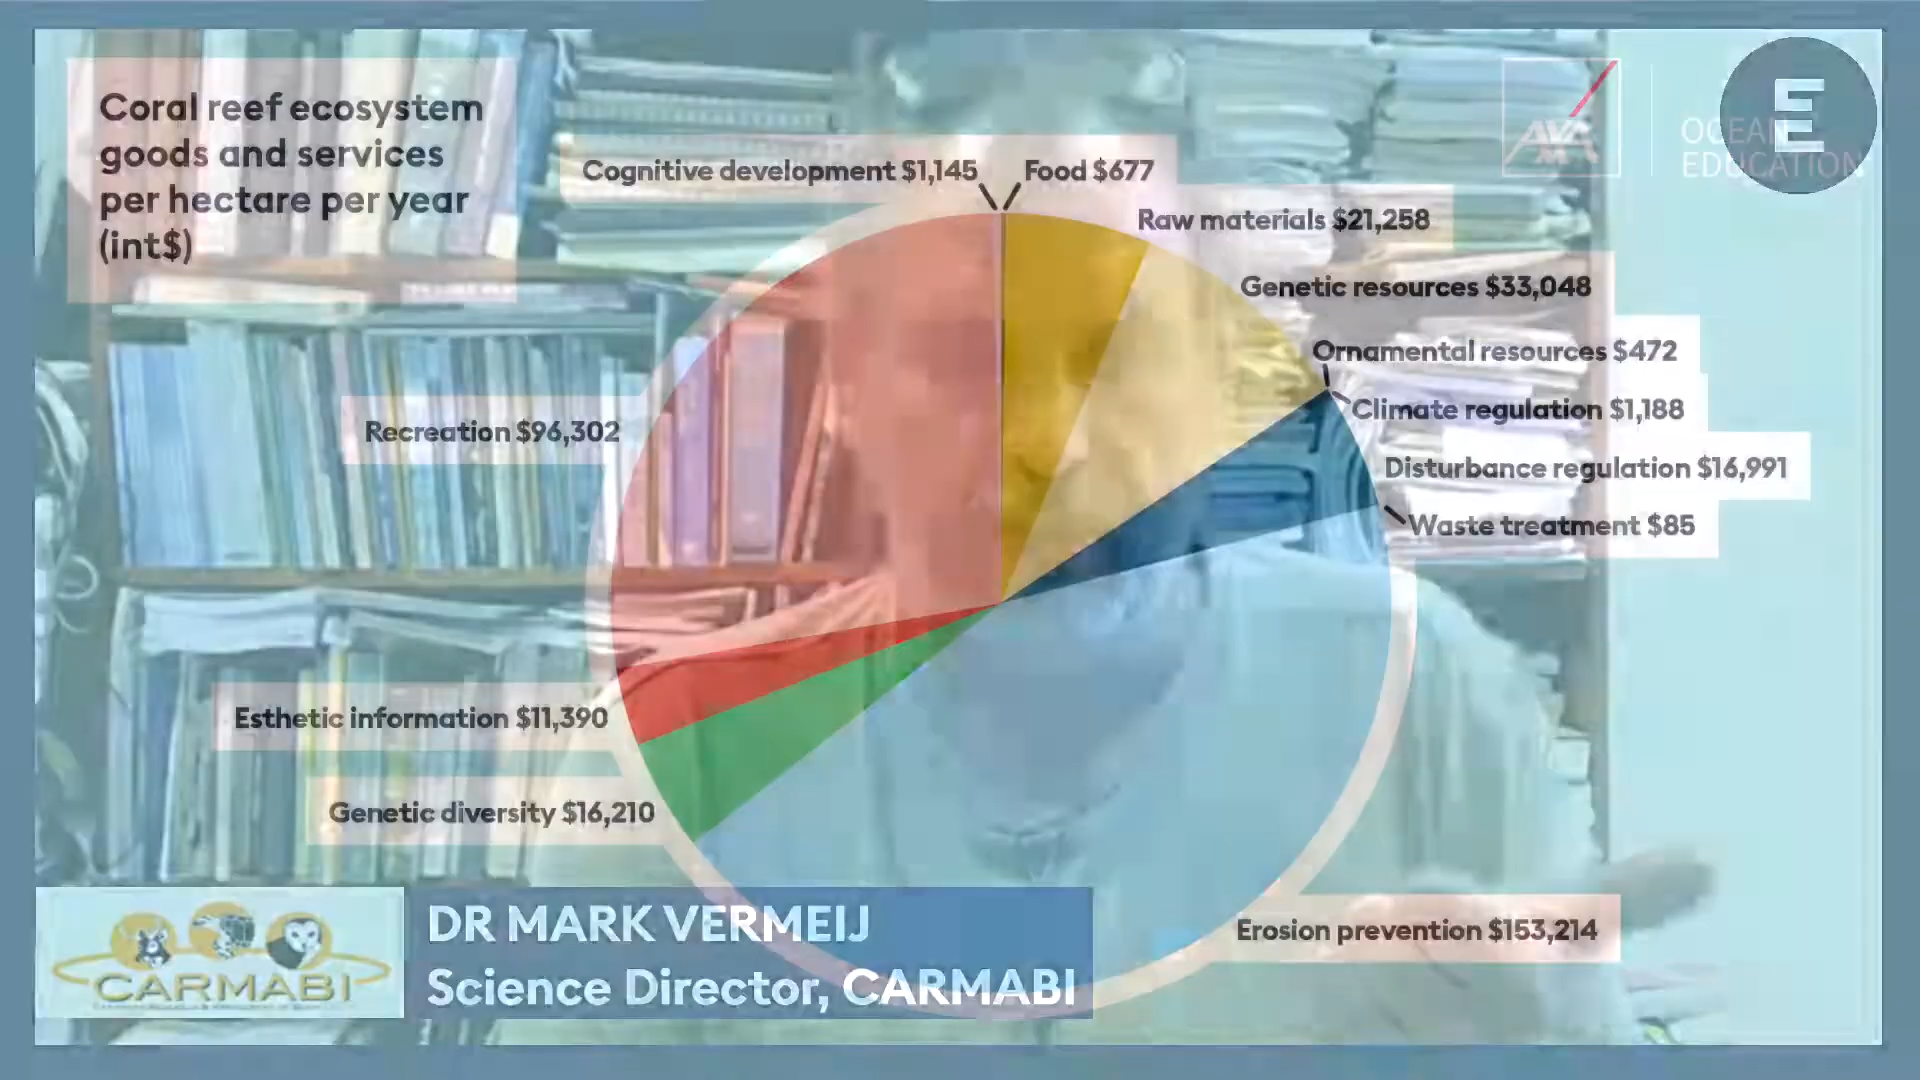 Coral reef ecosystem
goods and services
per hectare per year
(int$)
Cognitive development $1,145
Food $677
Raw materials $21,258
Genetic resources $33,048
Ornamental resources $472
Climate regulation $1,188
Disturbance regulation $16,991
Waste treatment $85
Recreation $96,302
Esthetic information $11,390
Genetic diversity $16,210
Erosion prevention $153,214
AXA
OCEAN
EDUCATION
E
CARMABI
DR MARK VERMEIJ
Science Director, CARMABI